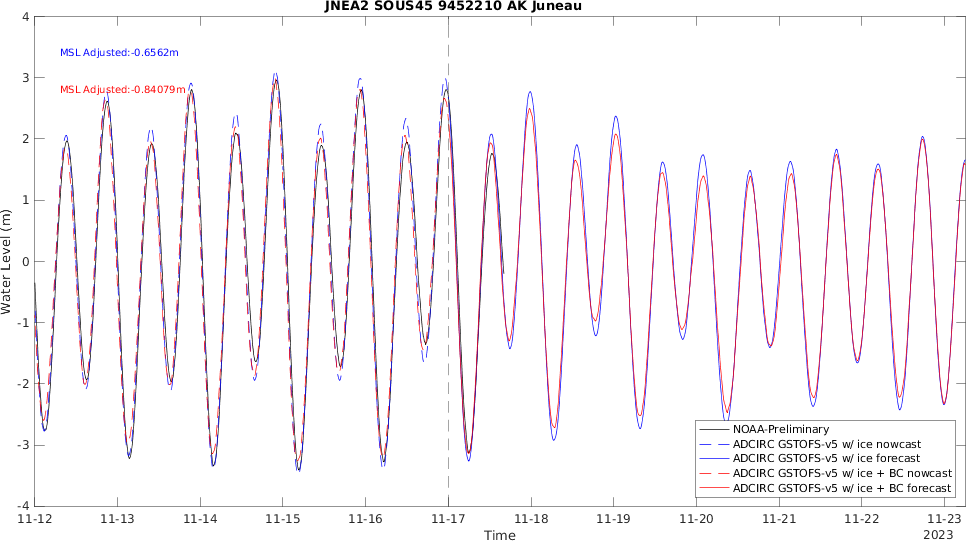 JNEA2 SOUS45 9452210 AK Juneau
MSL Adjusted:-0.6562m
MSL Adjusted:-0.84079m
Water Level (m)
4
3
2
1
0
-1
-2
-3
-4
NOAA-Preliminary
ADCIRC GSTOFS-v5 w/ ice nowcast
ADCIRC GSTOFS-v5 w/ ice forecast
ADCIRC GSTOFS-v5 w/ ice + BC nowcast
ADCIRC GSTOFS-v5 w/ ice + BC forecast
11-12 11-13 11-14 11-15 11-16 11-17 11-18 11-19 11-20 11-21 11-22 11-23
Time
2023